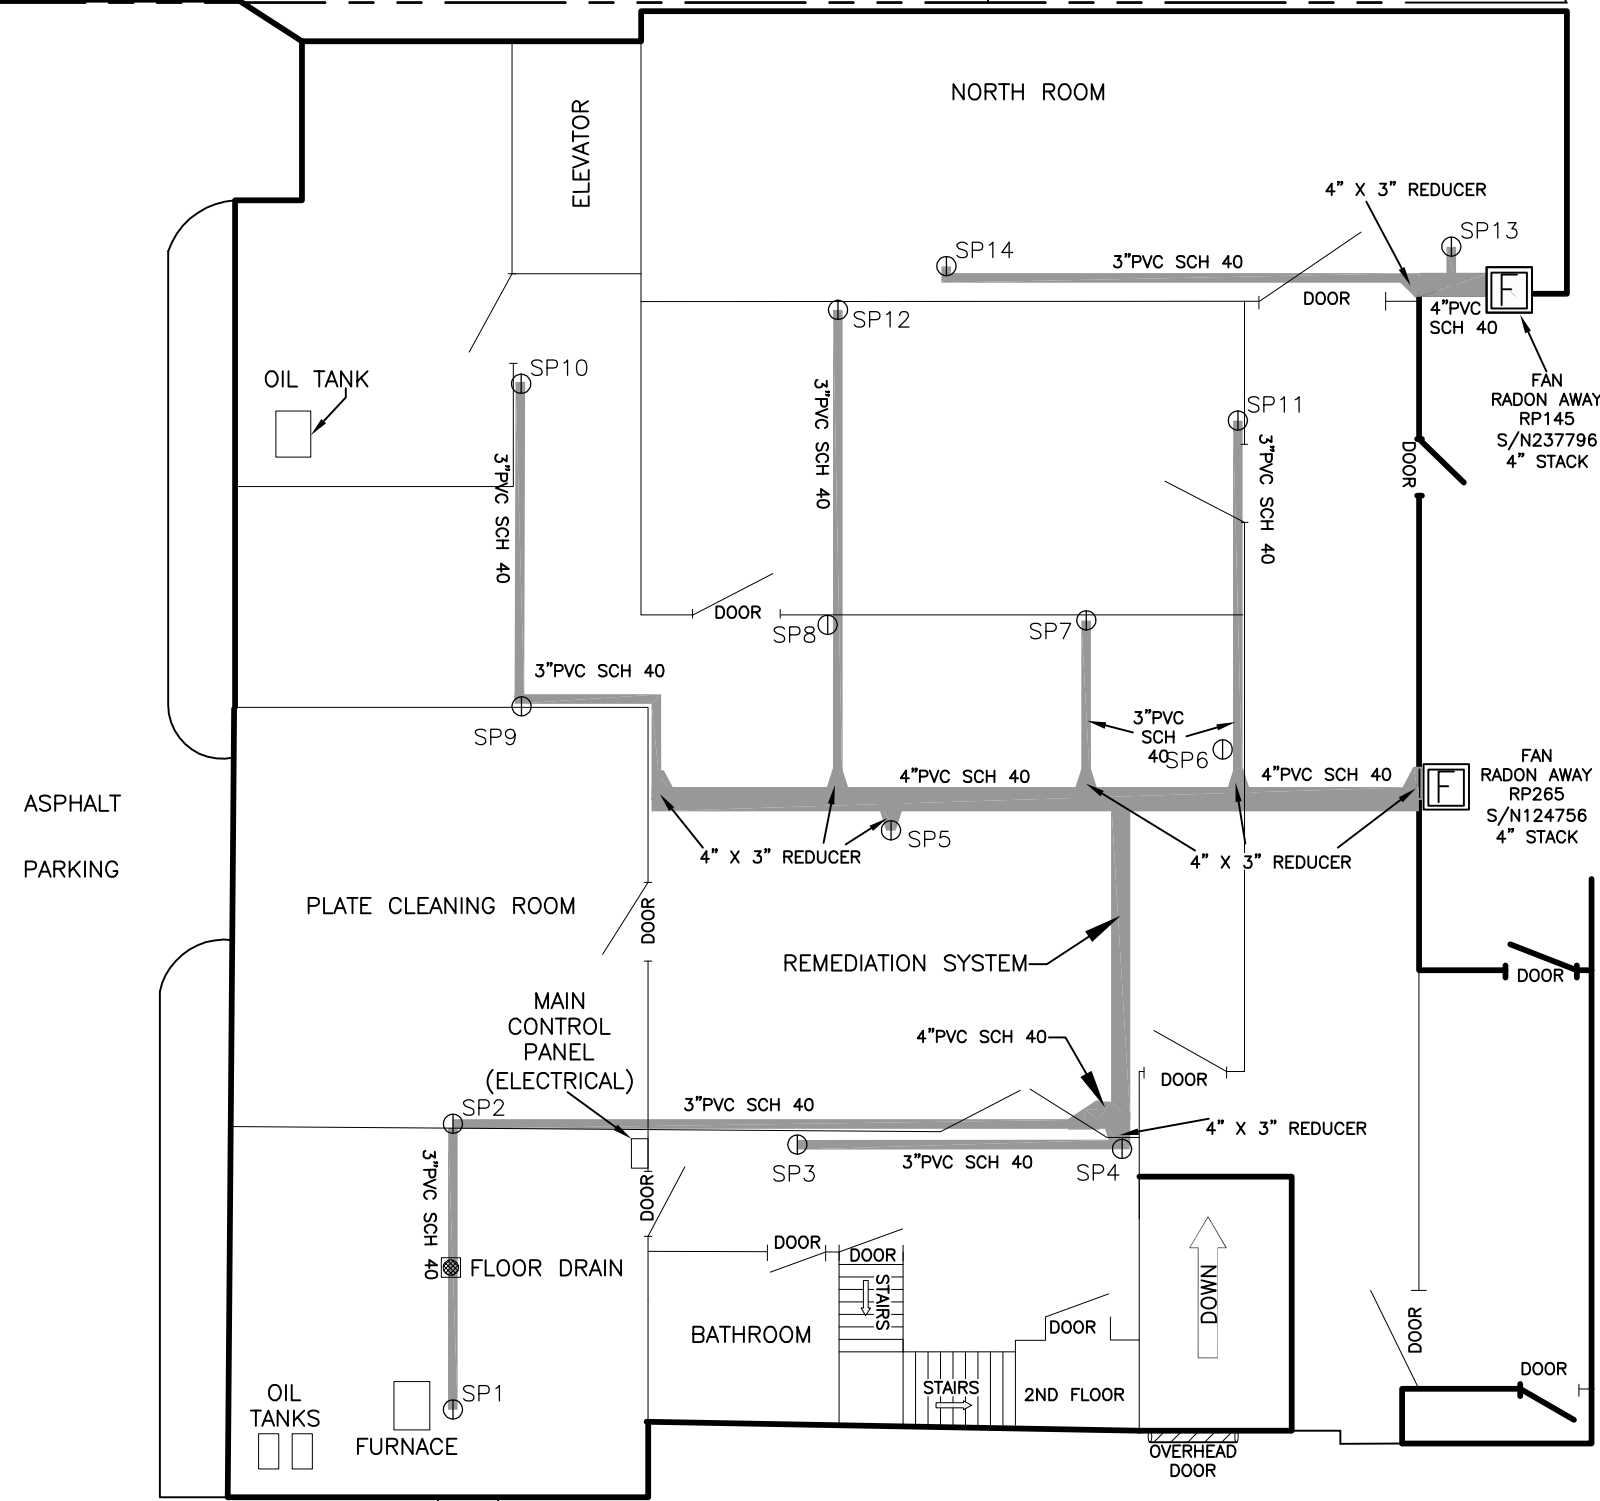 NORTH ROOM
ELEVATOR
4" X 3" REDUCER
SP13
SP14
3"PVC SCH 40
DOOR
4"PVC
SCH 40
F
SP12
FAN
RADON AWAY
RP145
S/N237796
4" STACK
OIL TANK
SP10
3"PVC SCH 40
3"PVC SCH 40
SP11
3"PVC SCH 40
DOOR
DOOR
SP8
SP7
3"PVC SCH 40
SP9
3"PVC
SCH
40
SP6
4"PVC SCH 40
4"PVC SCH 40
F
FAN
RADON AWAY
RP265
S/N124756
4" STACK
ASPHALT
PARKING
SP5
4" X 3" REDUCER
4" X 3" REDUCER
PLATE CLEANING ROOM
DOOR
REMEDIATION SYSTEM
DOOR
MAIN
CONTROL
PANEL
(ELECTRICAL)
4"PVC SCH 40
DOOR
SP2
3"PVC SCH 40
4" X 3" REDUCER
3"PVC SCH 40
SP3
3"PVC SCH 40
SP4
DOOR
FLOOR DRAIN
DOOR
DOOR
STAIRS
DOWN
BATHROOM
DOOR
DOOR
SP1
STAIRS
2ND FLOOR
DOOR
OIL
TANKS
FURNACE
OVERHEAD
DOOR